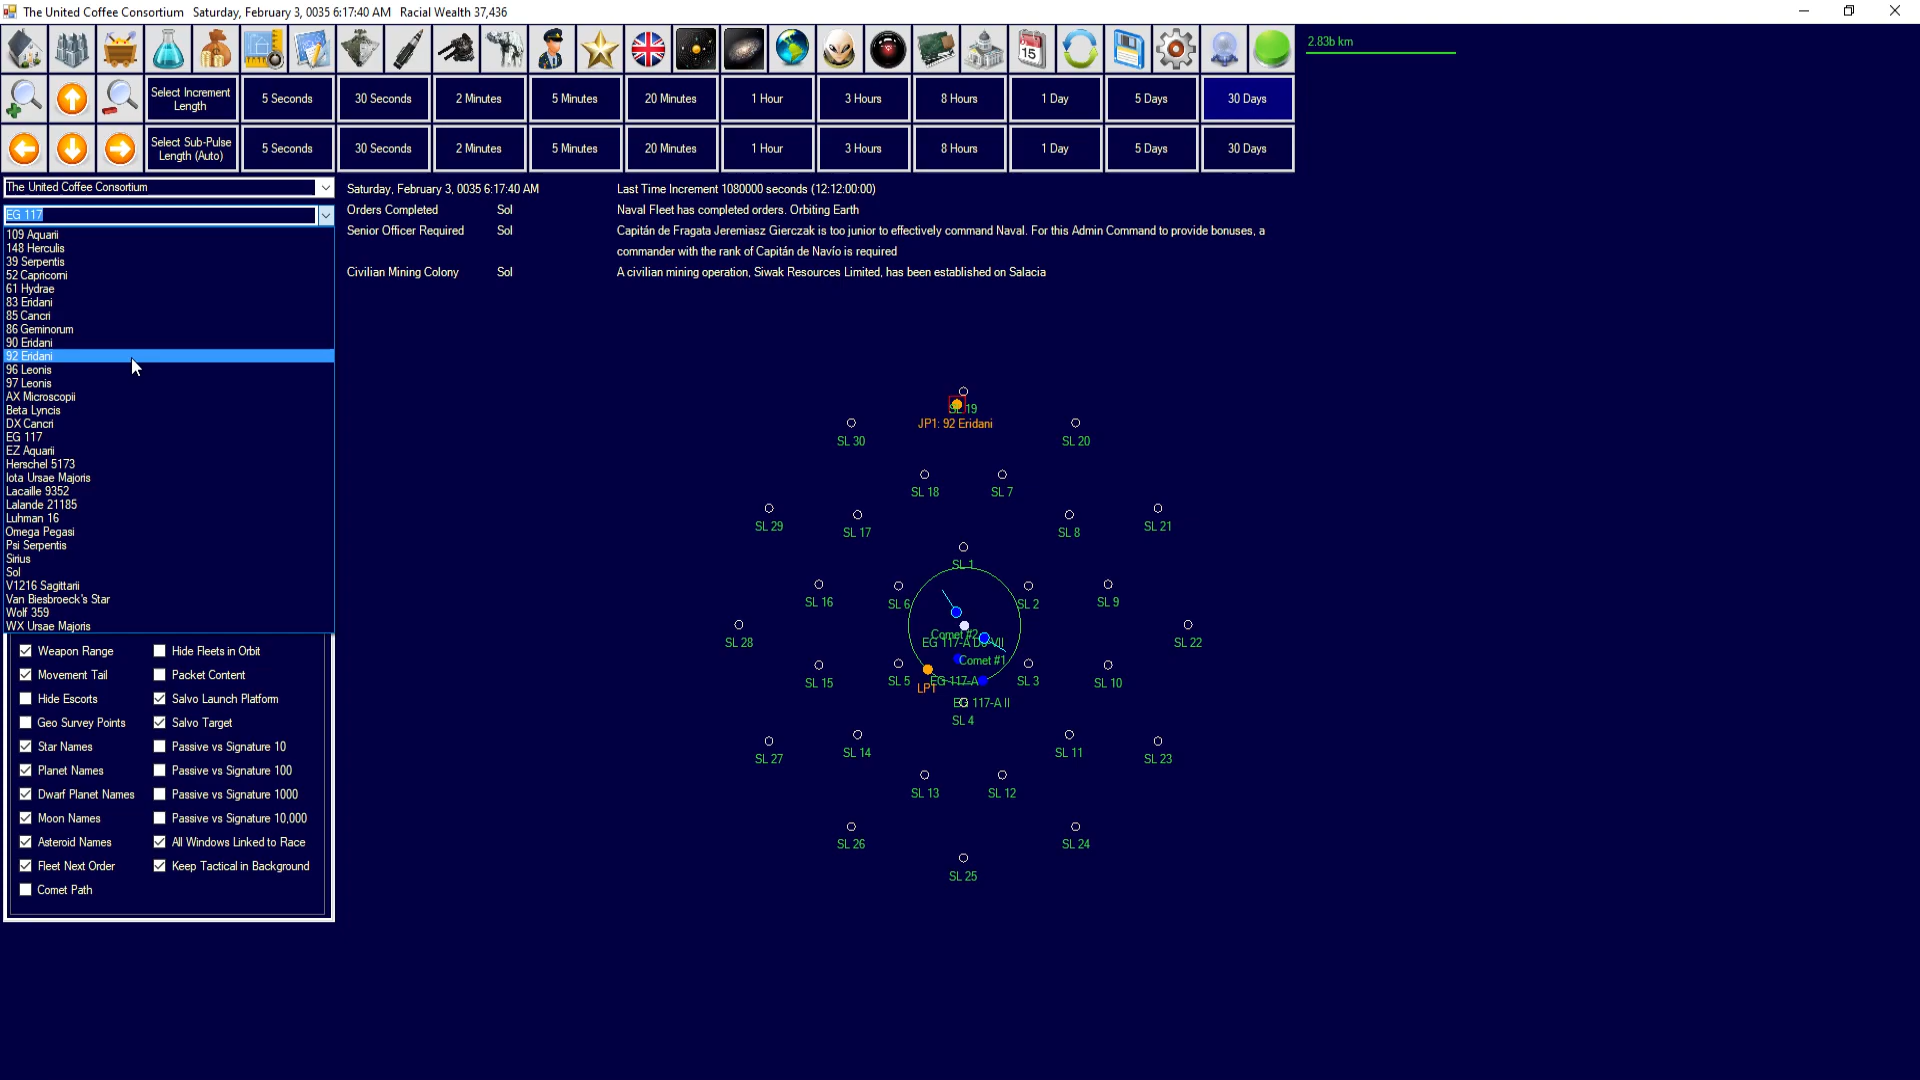 The United Coffee Consortium   Saturday, February 3, 0035 6:17:40 AM   Racial Wealth 37,436
2.83b km
15
Select Increment Length
5 Seconds
30 Seconds
2 Minutes
5 Minutes
20 Minutes
1 Hour
3 Hours
8 Hours
1 Day
5 Days
30 Days
Select Sub-Pulse Length (Auto)
5 Seconds
30 Seconds
2 Minutes
5 Minutes
20 Minutes
1 Hour
3 Hours
8 Hours
1 Day
5 Days
30 Days
The United Coffee Consortium
EG 117
109 Aquarii
148 Herculis
39 Serpentis
52 Capricorni
61 Hydrae
83 Eridani
85 Cancri
86 Geminorum
90 Eridani
92 Eridani
96 Leonis
97 Leonis
AX Microscopii
Beta Lyncis
DX Cancri
EG 117
EZ Aquarii
Herschel 5173
Iota Ursae Majoris
Lacaille 9352
Lalande 21185
Luhman 16
Omega Pegasi
Psi Serpentis
Sirius
Sol
V1216 Sagittarii
Van Biesbroeck's Star
Wolf 359
WX Ursae Majoris
Weapon Range
Hide Fleets in Orbit
Movement Tail
Packet Content
Hide Escorts
Salvo Launch Platform
Geo Survey Points
Salvo Target
Star Names
Passive vs Signature 10
Planet Names
Passive vs Signature 100
Dwarf Planet Names
Passive vs Signature 1000
Moon Names
Passive vs Signature 10,000
Asteroid Names
All Windows Linked to Race
Fleet Next Order
Keep Tactical in Background
Comet Path
Saturday, February 3, 0035 6:17:40 AM   Last Time Increment 1080000 seconds (12:12:00:00)
Orders Completed   Sol   Naval Fleet has completed orders. Orbiting Earth
Senior Officer Required   Sol   Capitán de Fragata Jeremiasz Gierczak is too junior to effectively command Naval. For this Admin Command to provide bonuses, a
commander with the rank of Capitán de Navío is required
Civilian Mining Colony   Sol   A civilian mining operation, Siwak Resources Limited, has been established on Salacia
SL 19
JP1: 92 Eridani
SL 30
SL 20
SL 18
SL 7
SL 29
SL 17
SL 8
SL 21
SL 1
SL 16
SL 6
SL 2
SL 9
SL 28
Comet #2
EG 117-A
SL 22
Comet #1
SL 15
SL 5
EG 117-A
SL 3
SL 10
LP1
EG 117-A II
SL 4
SL 27
SL 14
SL 11
SL 23
SL 13
SL 12
SL 26
SL 24
SL 25